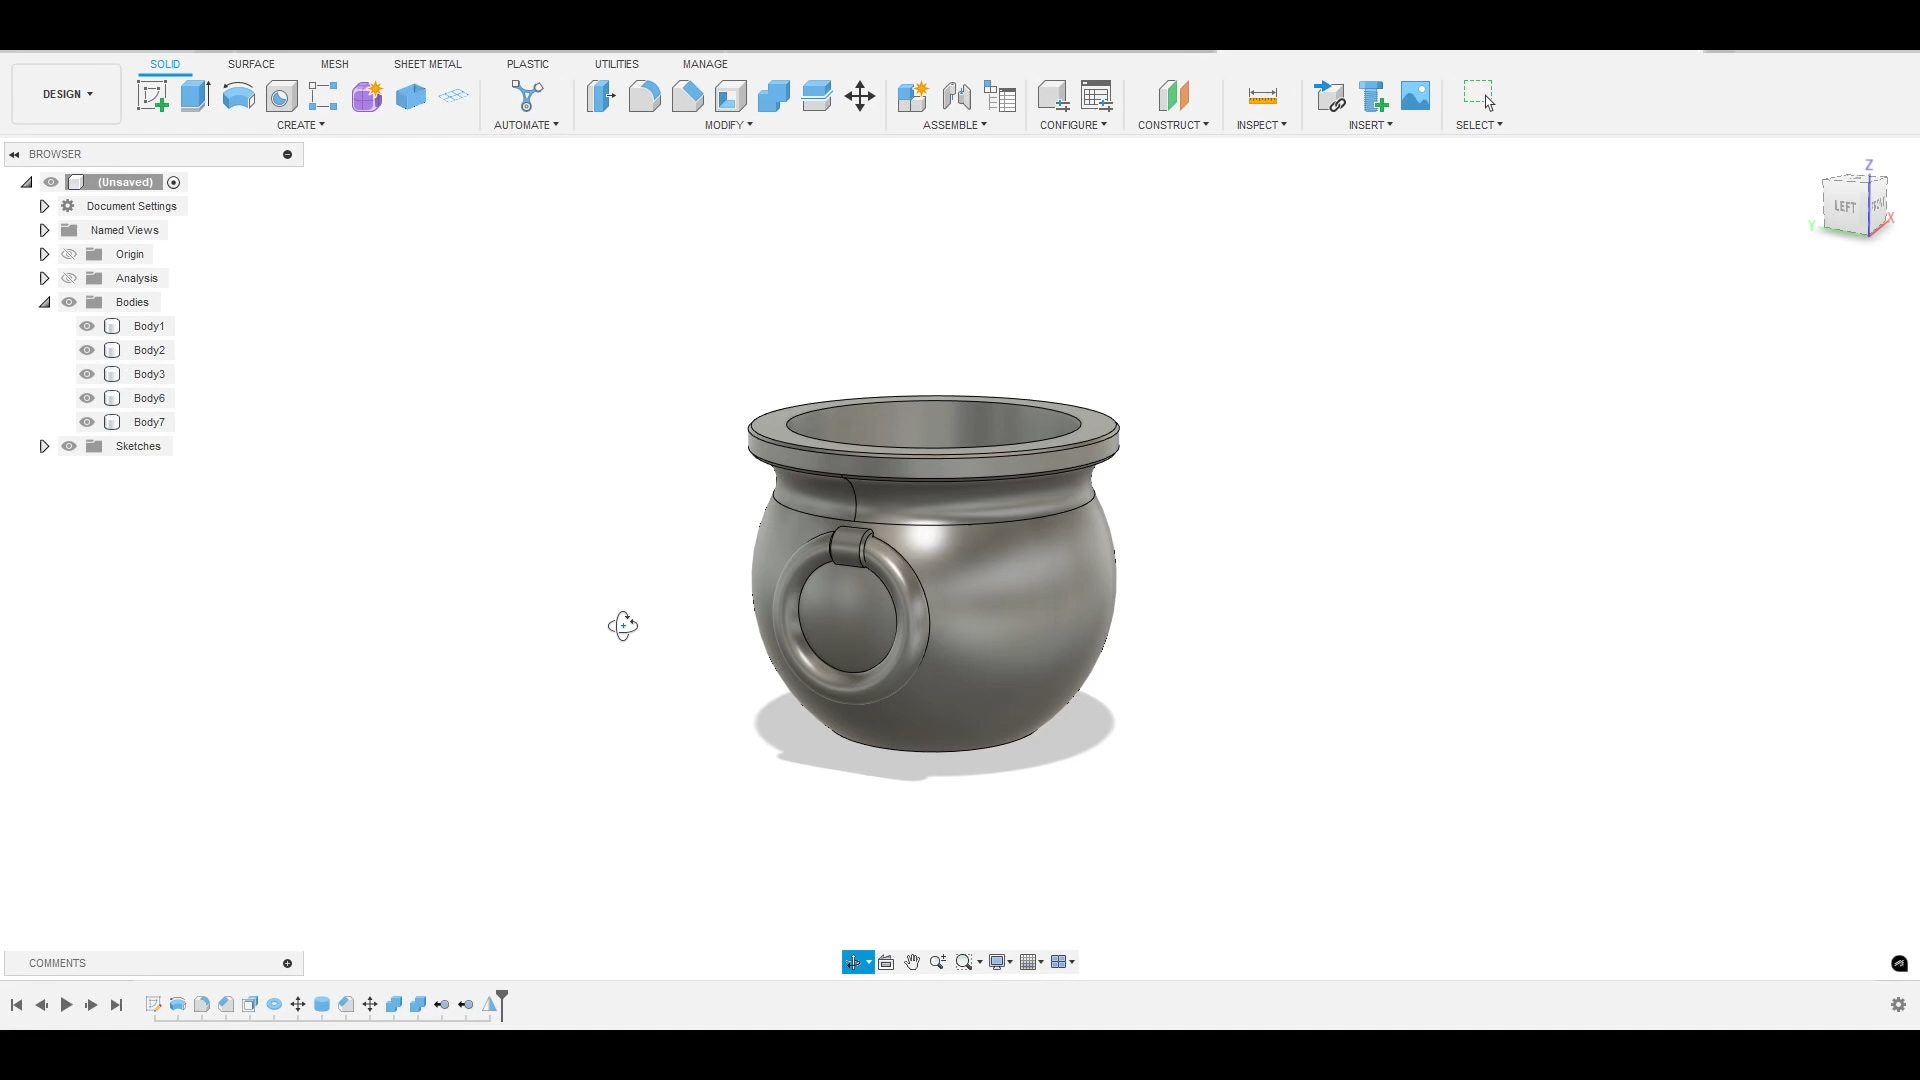 SOLID SURFACE MESH SHEET METAL PLASTIC UTILITIES MANAGE
DESIGN
CREATE AUTOMATE MODIFY ASSEMBLE CONFIGURE CONSTRUCT INSPECT INSERT SELECT
BROWSER
(Unsaved)
Document Settings
Named Views
Origin
Analysis
Bodies
Body1
Body2
Body3
Body6
Body7
Sketches
Z
LEFT
X
Y
COMMENTS